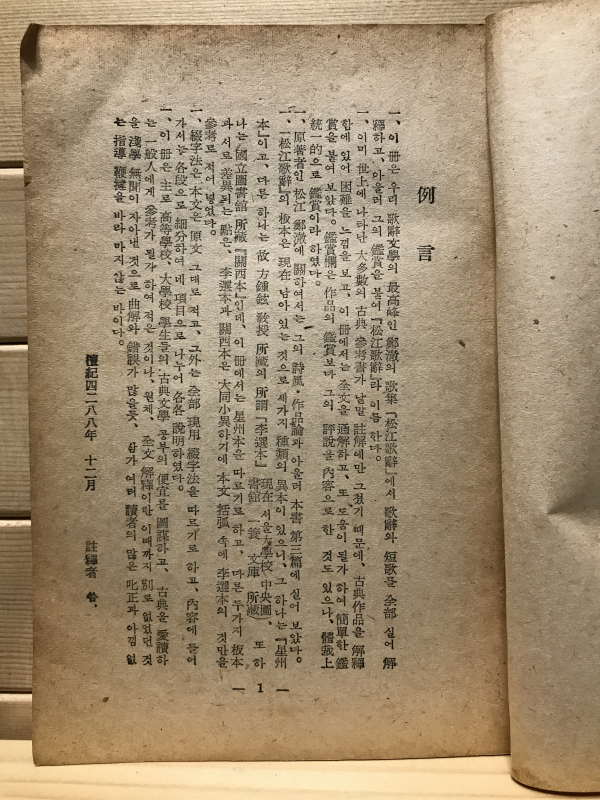 例言
一、이 册은 우리 歌辭文學의 最高峰인 鄭澈의 歌集『松江歌辭』에서 歌辭와 短歌를 全部 실어 解
釋하고、아울러 그의 鑑賞을 붙여『松江歌辭』라 이름 한다。
一、이미 世上에 나타난 大多數의 古典 參考書가 낱말 註解에만 그쳤기 때문에、古典作品을 解釋
함에 있어 困難을 느낌을 보고、이 册에서는 全文을 通解하고、또 도움이 될가 하여 簡單한 鑑
賞을 붙여 보았다。鑑賞欄은 作品의 鑑賞보다 그의 評說을 內容으로 한 것도 있으나、體裁上
統一的으로 鑑賞이라 하였다。
一、原著者인 松江 鄭澈에 關하여서는 그의 詩風・作品論과 아울러 本書 第三篇에 실어 보았다。
一、『松江歌辭』의 板本은 現在 남아 있는 것으로 세가지 種類의 異本이 있으니、그 하나는『星州
本』이고、다른 하나는 故 方鍾鉉 敎授 所藏의 所謂『李選本』(現在 서울大學校 中央圖書館 一簑 文庫 所藏) 또 하
나는 國立圖書館 所藏『關西本』인데、이 册에서는 星州本을 따르기로 하고、다른 두가지 板本
과 서로 差異되는 點은、李選本과 關西本은 大同小異하기에 本文 括弧 속에 李選本의 것만을
參考로 적어 넣었다。
一、綴字法은 本文은 原文 그대로 적고、그外는 全部 現用 綴字法을 따르기로 하고、內容에 들어
가서는 各段으로 細分하여 네 項目으로 나누어 各各 說明하였다。
一、이 册은 主로 高等學校、大學校 學生들의 古典文學 공부의 便宜를 圖謀하고、古典을 愛讀하
는 一般人에게 參考가 될가 하여 적은 것이나、원체、全文 解釋이란 이때까지 別로 없었던 것
을 淺學 無聞이 자아낸 것으로 曲解와 錯誤가 많을듯、삼가 여러 讀者의 많은 叱正과 아낌 없
는 指導 鞭撻을 바라 마지 않는 바이다。
檀紀四二八八年 十二月
註釋者 씀、
— 1 —